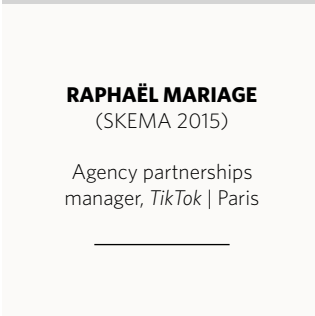 RAPHAËL MARIAGE
(SKEMA 2015)
Agency partnerships
manager, TikTok | Paris